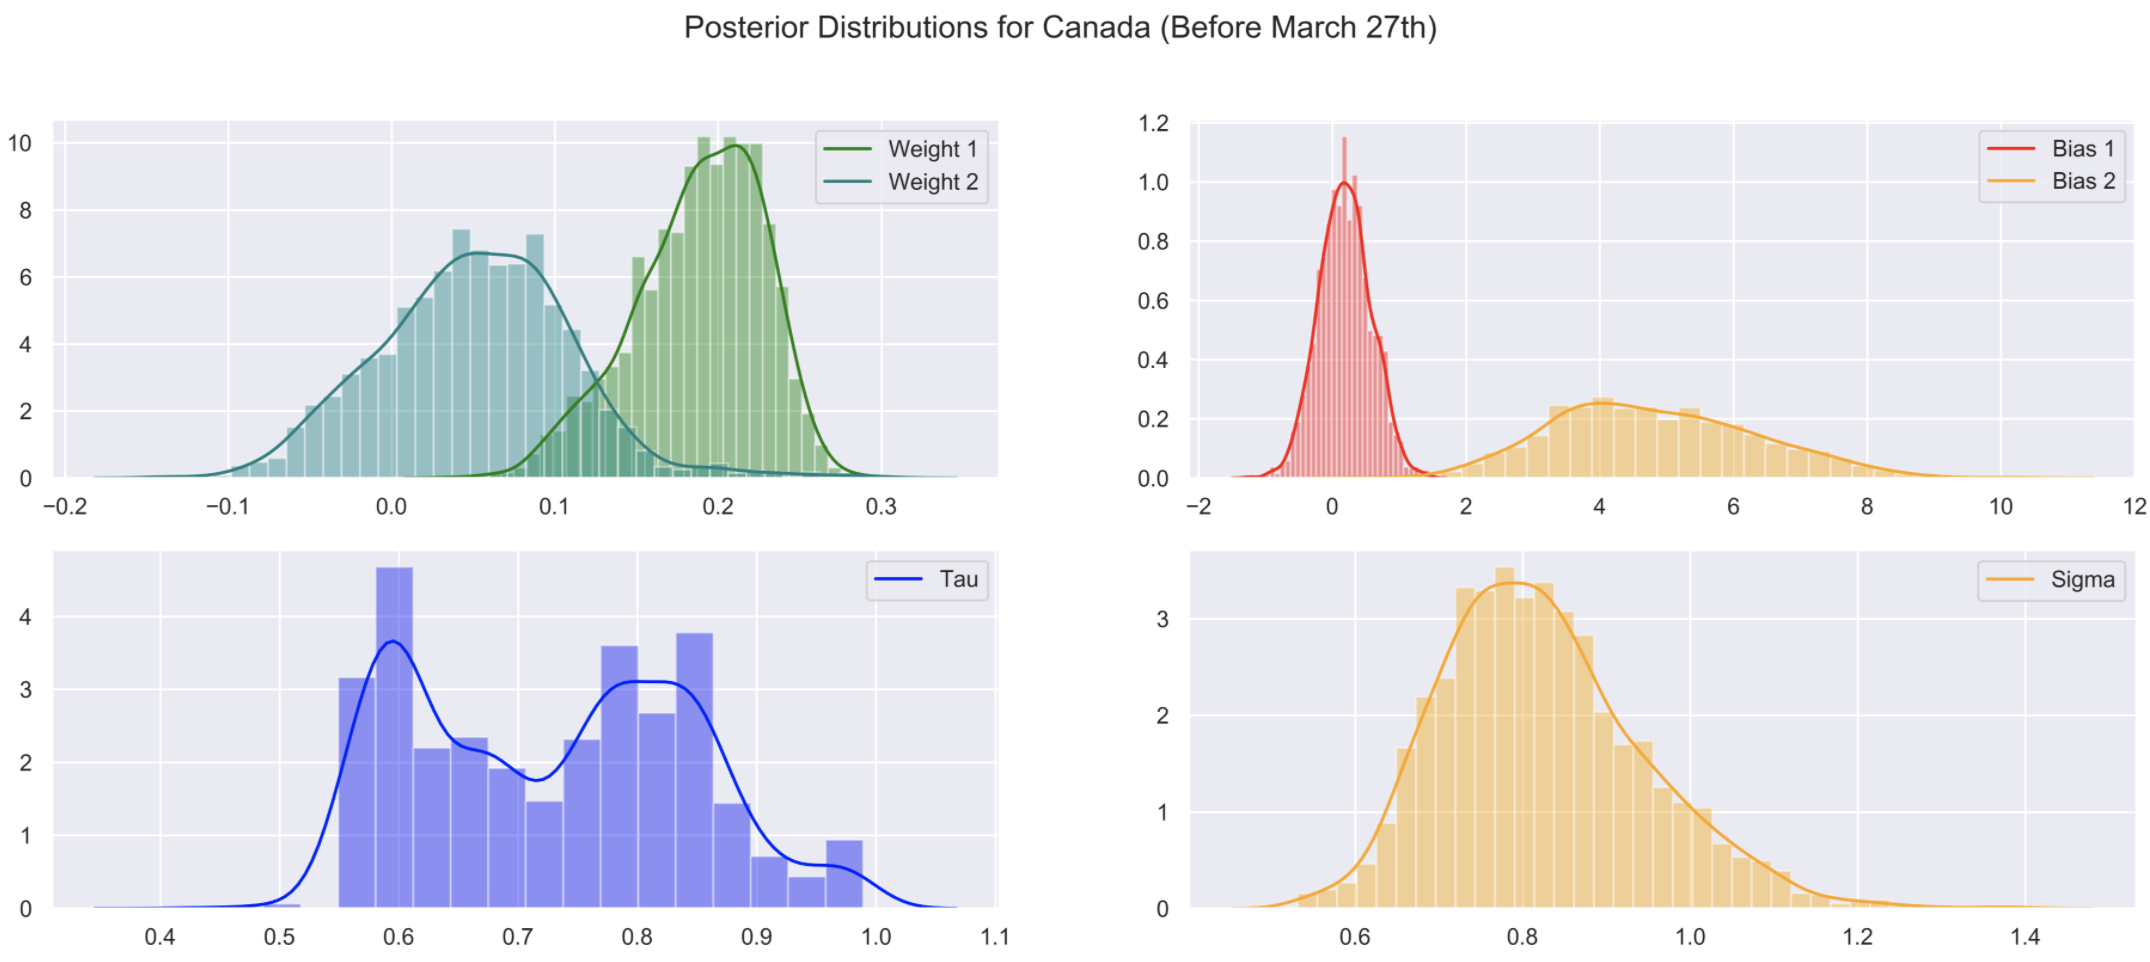 Posterior Distributions for Canada (Before March 27th)
10
8
6
4
2
0
−0.2 −0.1 0.0 0.1 0.2 0.3
Weight 1
Weight 2
1.2
1.0
0.8
0.6
0.4
0.2
0.0
−2 0 2 4 6 8 10 12
Bias 1
Bias 2
4
3
2
1
0
0.4 0.5 0.6 0.7 0.8 0.9 1.0 1.1
Tau
3
2
1
0
0.6 0.8 1.0 1.2 1.4
Sigma